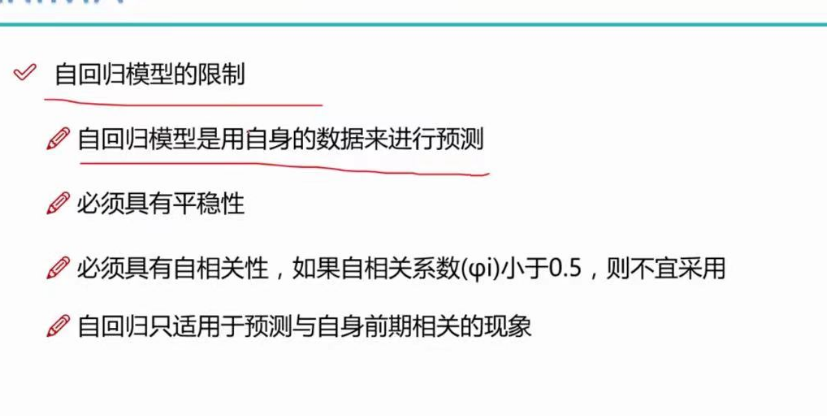 自回归模型的限制
自回归模型是用自身的数据来进行预测
必须具有平稳性
必须具有自相关性，如果自相关系数(φi)小于0.5，则不宜采用
自回归只适用于预测与自身前期相关的现象